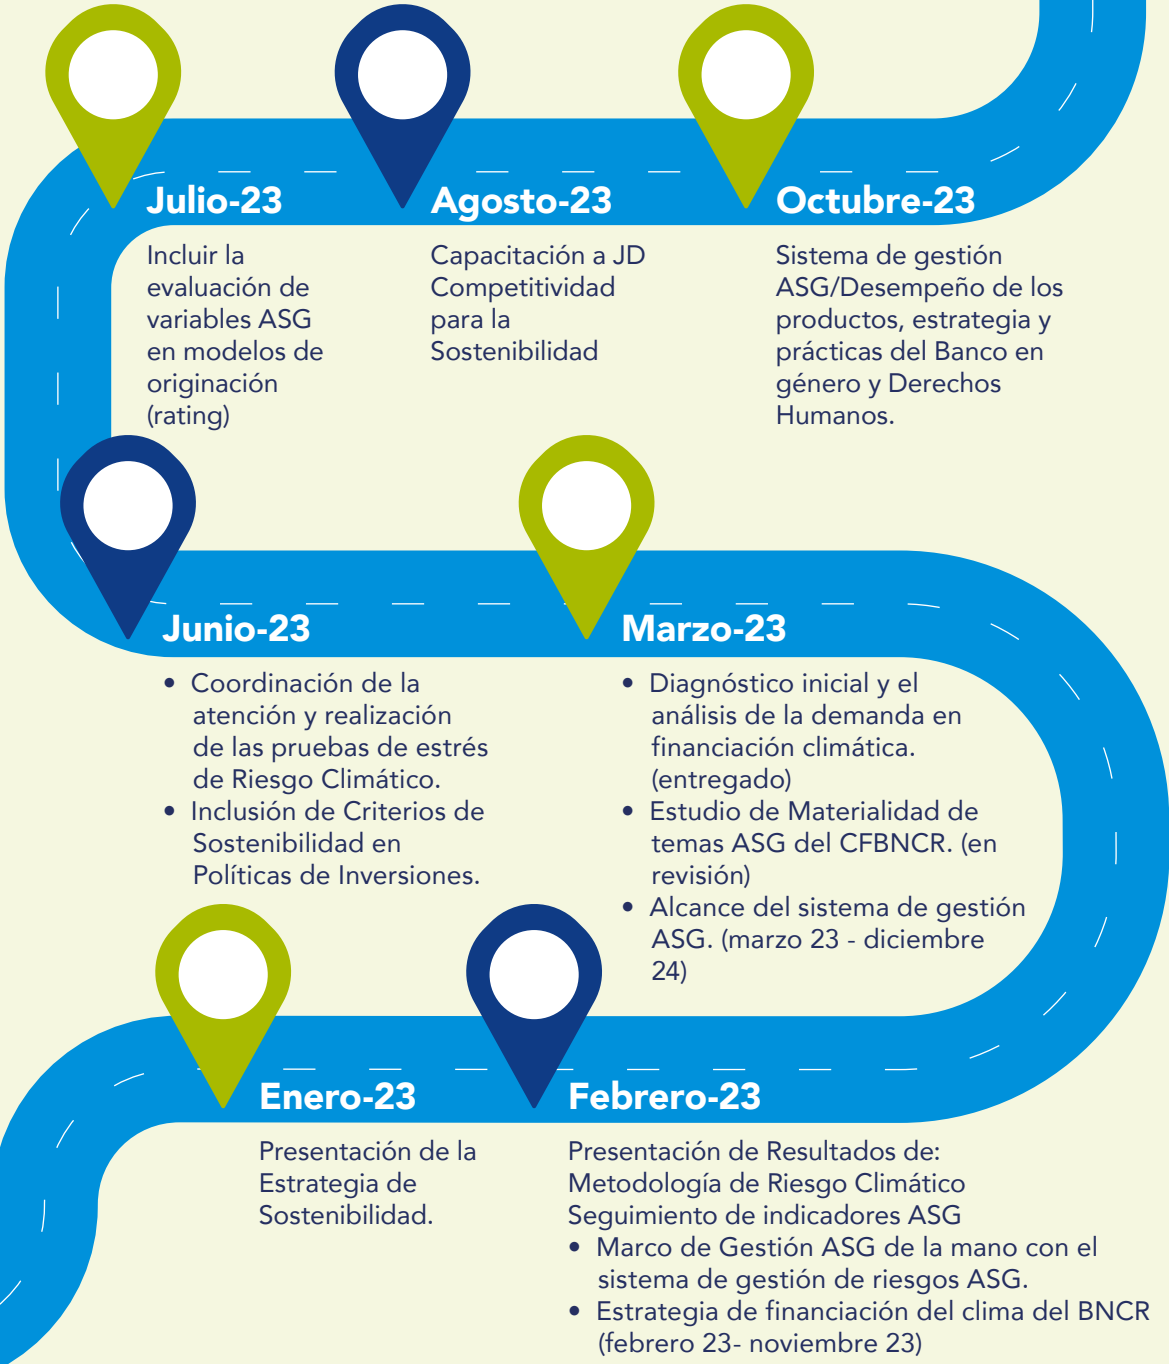 Julio-23
Incluir la
evaluación de
variables ASG
en modelos de
originación
(rating)
Agosto-23
Capacitación a JD
Competitividad
para la
Sostenibilidad
Octubre-23
Sistema de gestión
ASG/Desempeño de los
productos, estrategia y
prácticas del Banco en
género y Derechos
Humanos.
Junio-23
• Coordinación de la
atención y realización
de las pruebas de estrés
de Riesgo Climático.
• Inclusión de Criterios de
Sostenibilidad en
Políticas de Inversiones.
Marzo-23
• Diagnóstico inicial y el
análisis de la demanda en
financiación climática.
(entregado)
• Estudio de Materialidad de
temas ASG del CFBNCR. (en
revisión)
• Alcance del sistema de gestión
ASG. (marzo 23 - diciembre
24)
Enero-23
Presentación de la
Estrategia de
Sostenibilidad.
Febrero-23
Presentación de Resultados de:
Metodología de Riesgo Climático
Seguimiento de indicadores ASG
• Marco de Gestión ASG de la mano con el
sistema de gestión de riesgos ASG.
• Estrategia de financiación del clima del BNCR
(febrero 23- noviembre 23)